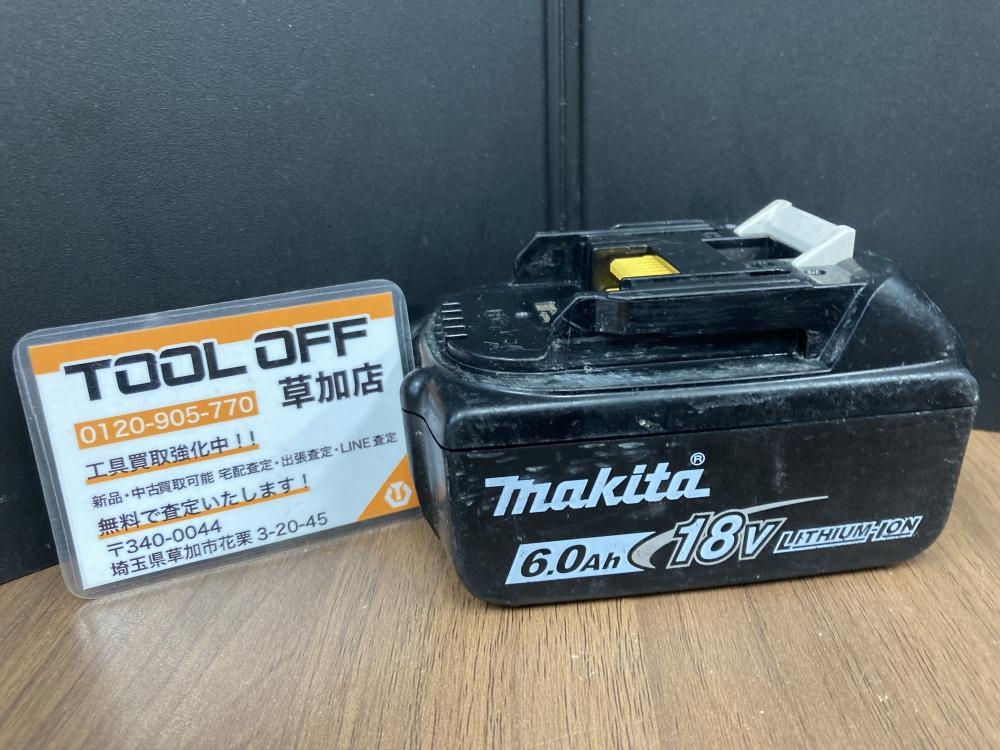 TOOL OFF
草加店
0120-905-770
工具買取強化中！！
新品・中古買取可能 宅配査定・出張査定・LINE査定
無料で査定いたします！
〒340-0044
埼玉県草加市花栗 3-20-45
makita®
6.0Ah 18V LITHIUM-ION